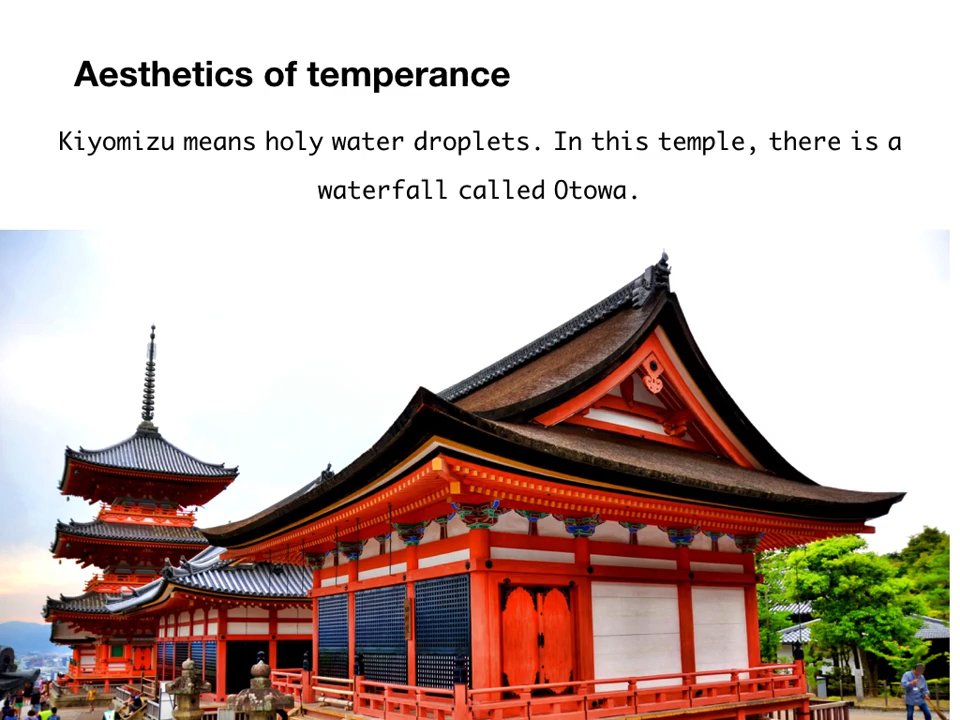 Aesthetics of temperance
Kiyomizu means holy water droplets. In this temple, there is a
waterfall called Otowa.